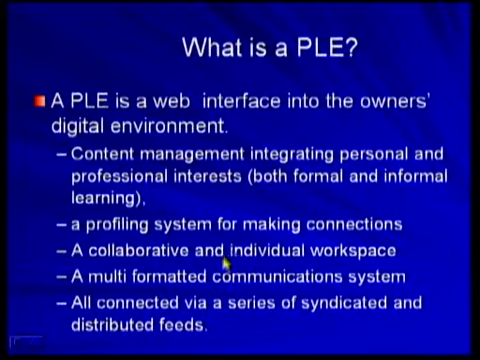 What is a PLE?
A PLE is a web interface into the owners'
digital environment.
– Content management integrating personal and
professional interests (both formal and informal
learning),
– a profiling system for making connections
– A collaborative and individual workspace
– A multi formatted communications system
– All connected via a series of syndicated and
distributed feeds.